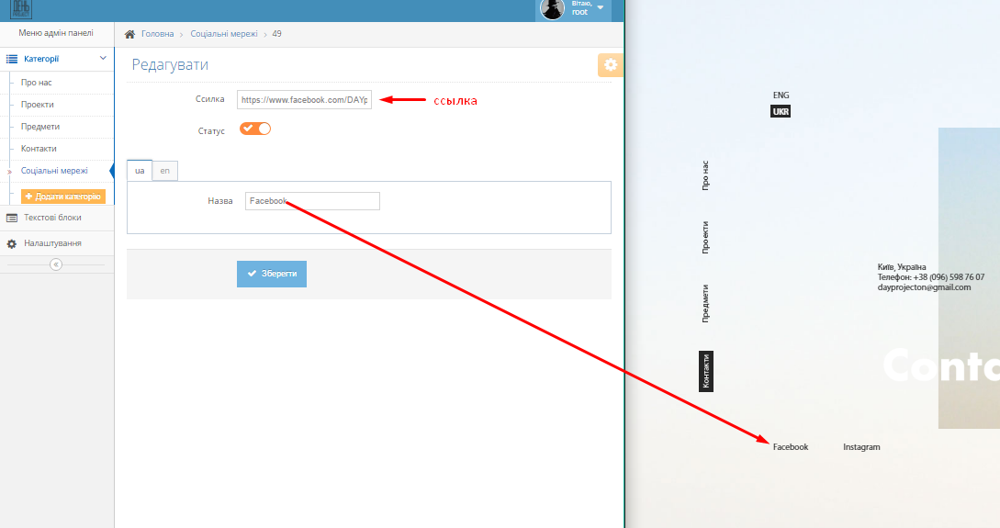 ДЕНЬ
PROJECT
Вітаю,
root
Меню адмін панелі
Категорії
Про нас
Проекти
Предмети
Контакти
Соціальні мережі
Додати категорію
Текстові блоки
Налаштування
Головна > Соціальні мережі > 49
Редагувати
Ссилка
https://www.facebook.com/DAYp
ссылка
Статус
ua
en
Назва
Facebook
Зберегти
ENG
UKR
Про нас
Проекти
Предмети
Контакти
Київ, Україна
Телефон: +38 (096) 598 76 07
dayprojecton@gmail.com
Conta
Facebook
Instagram